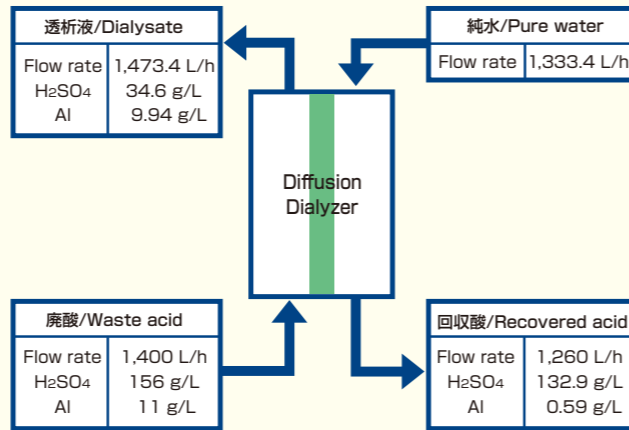 透析液/Dialysate
Flow rate 1,473.4 L/h
H2SO4 34.6 g/L
Al 9.94 g/L
純水/Pure water
Flow rate 1,333.4 L/h
Diffusion
Dialyzer
廃酸/Waste acid
Flow rate 1,400 L/h
H2SO4 156 g/L
Al 11 g/L
回収酸/Recovered acid
Flow rate 1,260 L/h
H2SO4 132.9 g/L
Al 0.59 g/L